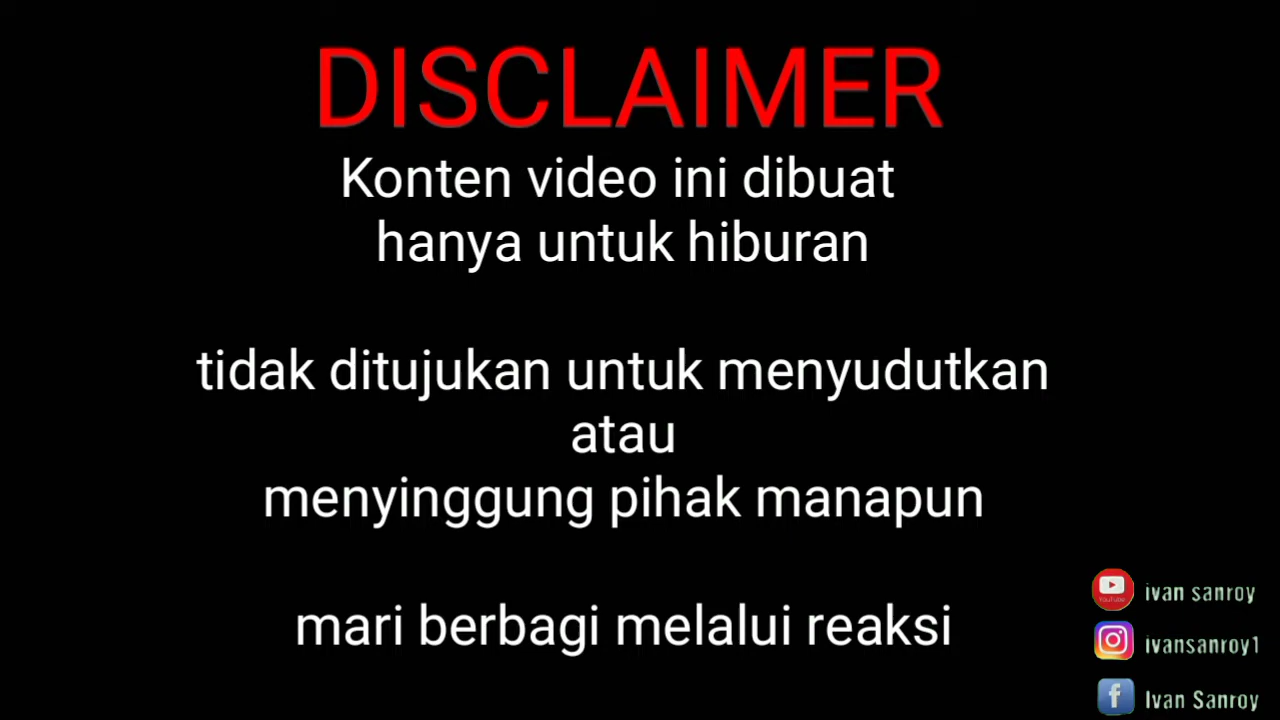 DISCLAIMER
Konten video ini dibuat
hanya untuk hiburan
tidak ditujukan untuk menyudutkan
atau
menyinggung pihak manapun
mari berbagi melalui reaksi
YouTube
ivan sanroy
ivansanroy1
Ivan Sanroy